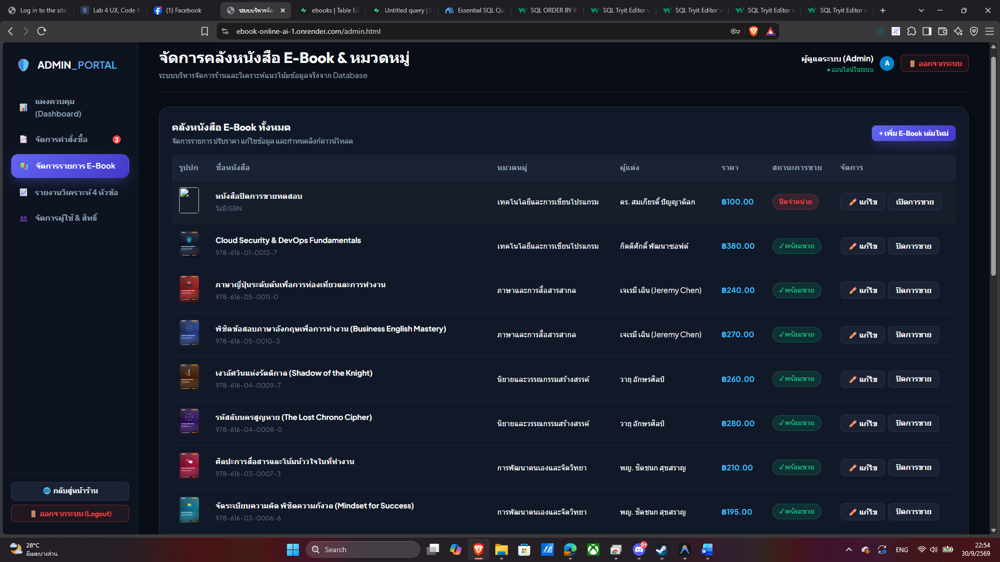 Log in to the site
Lab 4 UX, Code R
(1) Facebook
ระบบบริหารจัด
ebooks | Table Ed
Untitled query | S
Essential SQL Qu
SQL ORDER BY K
SQL Tryit Editor v
SQL Tryit Editor v
SQL Tryit Editor v
SQL Tryit Editor v
ebook-online-ai-1.onrender.com/admin.html
ADMIN_PORTAL
แผงควบคุม
(Dashboard)
จัดการคำสั่งซื้อ 3
จัดการรายการ E-Book
รายงานวิเคราะห์ 4 หัวข้อ
จัดการผู้ใช้ & สิทธิ์
กลับสู่หน้าร้าน
ออกจากระบบ (Logout)
จัดการคลังหนังสือ E-Book & หมวดหมู่
ระบบบริหารจัดการร้านและวิเคราะห์แนวโน้มข้อมูลจริงจาก Database
ผู้ดูแลระบบ (Admin)
● ออนไลน์ในระบบ
A
ออกจากระบบ
คลังหนังสือ E-Book ทั้งหมด
จัดการรายการ ปรับราคา แก้ไขข้อมูล และกำหนดลิงก์ดาวน์โหลด
+ เพิ่ม E-Book เล่มใหม่
รูปปก ชื่อหนังสือ หมวดหมู่ ผู้แต่ง ราคา สถานะการขาย จัดการ
หนังสือปิดการขายทดสอบ
ไม่มี ISBN
เทคโนโลยีและการเขียนโปรแกรม ดร. สมเกียรติ์ ปัญญาดิลก ฿100.00 ปิดจำหน่าย แก้ไข เปิดการขาย
Cloud Security & DevOps Fundamentals
978-616-01-0012-7
เทคโนโลยีและการเขียนโปรแกรม กิตติศักดิ์ พัฒนาซอฟต์ ฿380.00 ✓ พร้อมขาย แก้ไข ปิดการขาย
ภาษาญี่ปุ่นระดับต้นเพื่อการท่องเที่ยวและการทำงาน
978-616-05-0011-0
ภาษาและการสื่อสารสากล เจเรมี เฉิน (Jeremy Chen) ฿240.00 ✓ พร้อมขาย แก้ไข ปิดการขาย
พิชิตข้อสอบภาษาอังกฤษเพื่อการทำงาน (Business English Mastery)
978-616-05-0010-3
ภาษาและการสื่อสารสากล เจเรมี เฉิน (Jeremy Chen) ฿270.00 ✓ พร้อมขาย แก้ไข ปิดการขาย
เงาอัศวินแห่งรัตติกาล (Shadow of the Knight)
978-616-04-0009-7
นิยายและวรรณกรรมสร้างสรรค์ วายุ อักษรศิลป์ ฿260.00 ✓ พร้อมขาย แก้ไข ปิดการขาย
รหัสลับนครสูญหาย (The Lost Chrono Cipher)
978-616-04-0008-0
นิยายและวรรณกรรมสร้างสรรค์ วายุ อักษรศิลป์ ฿280.00 ✓ พร้อมขาย แก้ไข ปิดการขาย
ศิลปะการสื่อสารและโน้มน้าวใจในที่ทำงาน
978-616-03-0007-3
การพัฒนาตนเองและจิตวิทยา พญ. ชิดชนก สุขสราญ ฿210.00 ✓ พร้อมขาย แก้ไข ปิดการขาย
จัดระเบียบความคิด พิชิตความกังวล (Mindset for Success)
978-616-03-0006-6
การพัฒนาตนเองและจิตวิทยา พญ. ชิดชนก สุขสราญ ฿195.00 ✓ พร้อมขาย แก้ไข ปิดการขาย
28°C
มีเมฆบางส่วน
Search
9+
ENG
22:54
30/9/2569